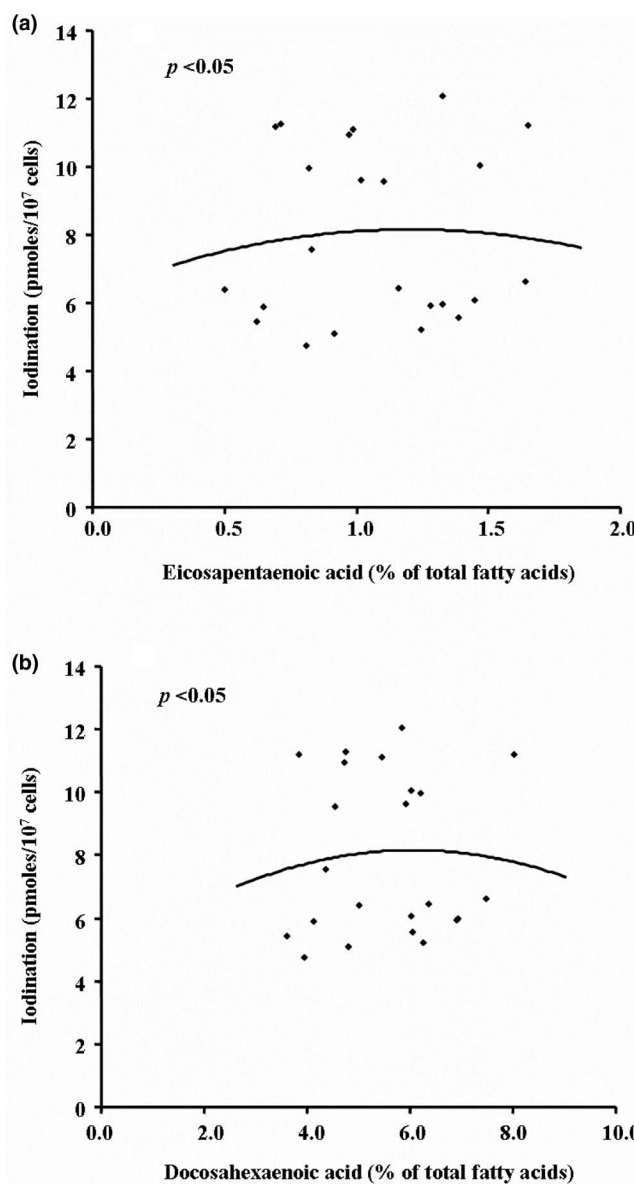 (a)
14
p <0.05
12
10
8
6
4
2
0
0.0 0.5 1.0 1.5 2.0
Iodination (pmoles/10⁷ cells)
Eicosapentaenoic acid (% of total fatty acids)
(b)
14
p <0.05
12
10
8
6
4
2
0
0.0 2.0 4.0 6.0 8.0 10.0
Iodination (pmoles/10⁷ cells)
Docosahexaenoic acid (% of total fatty acids)